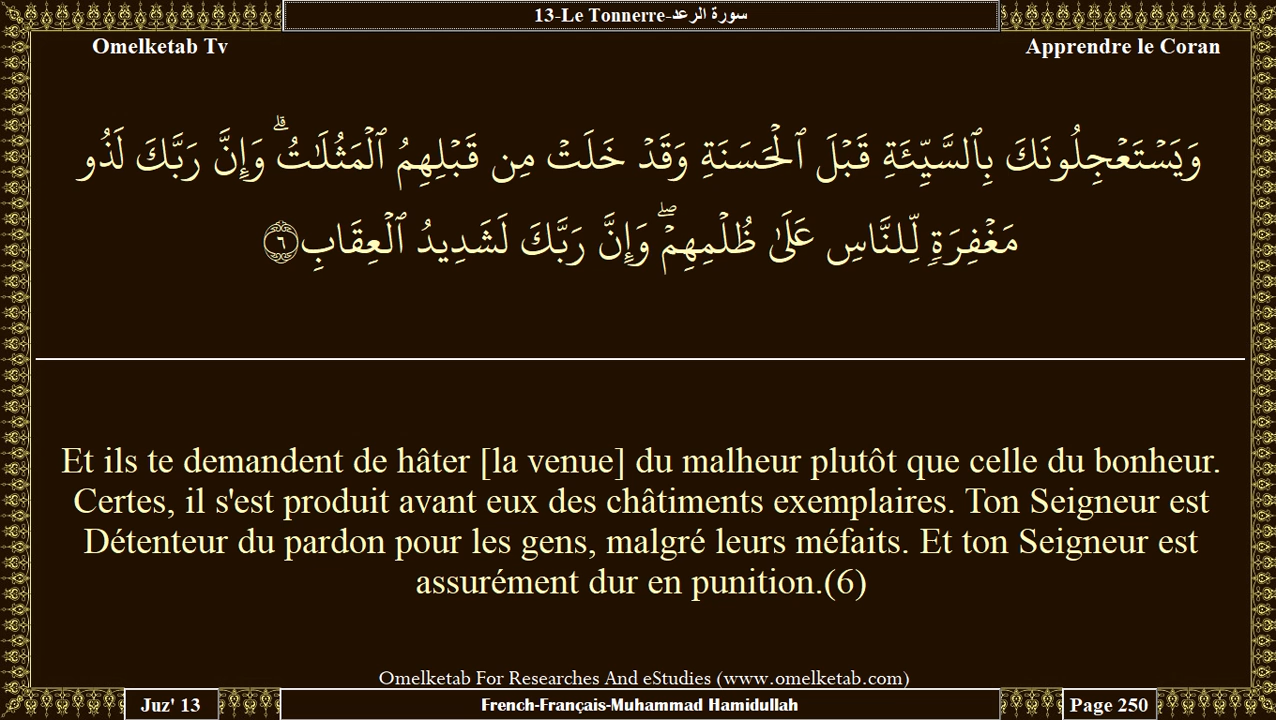 13-Le Tonnerre-سورة الرعد
Omelketab Tv
Apprendre le Coran
وَيَسۡتَعۡجِلُونَكَ بِٱلسَّيِّئَةِ قَبۡلَ ٱلۡحَسَنَةِ وَقَدۡ خَلَتۡ مِن قَبۡلِهِمُ ٱلۡمَثُلَٰتُۗ وَإِنَّ رَبَّكَ لَذُو
مَغۡفِرَةٖ لِّلنَّاسِ عَلَىٰ ظُلۡمِهِمۡۖ وَإِنَّ رَبَّكَ لَشَدِيدُ ٱلۡعِقَابِ ٦
Et ils te demandent de hâter [la venue] du malheur plutôt que celle du bonheur.
Certes, il s'est produit avant eux des châtiments exemplaires. Ton Seigneur est
Détenteur du pardon pour les gens, malgré leurs méfaits. Et ton Seigneur est
assurément dur en punition.(6)
Omelketab For Researches And eStudies (www.omelketab.com)
Juz' 13
French-Français-Muhammad Hamidullah
Page 250